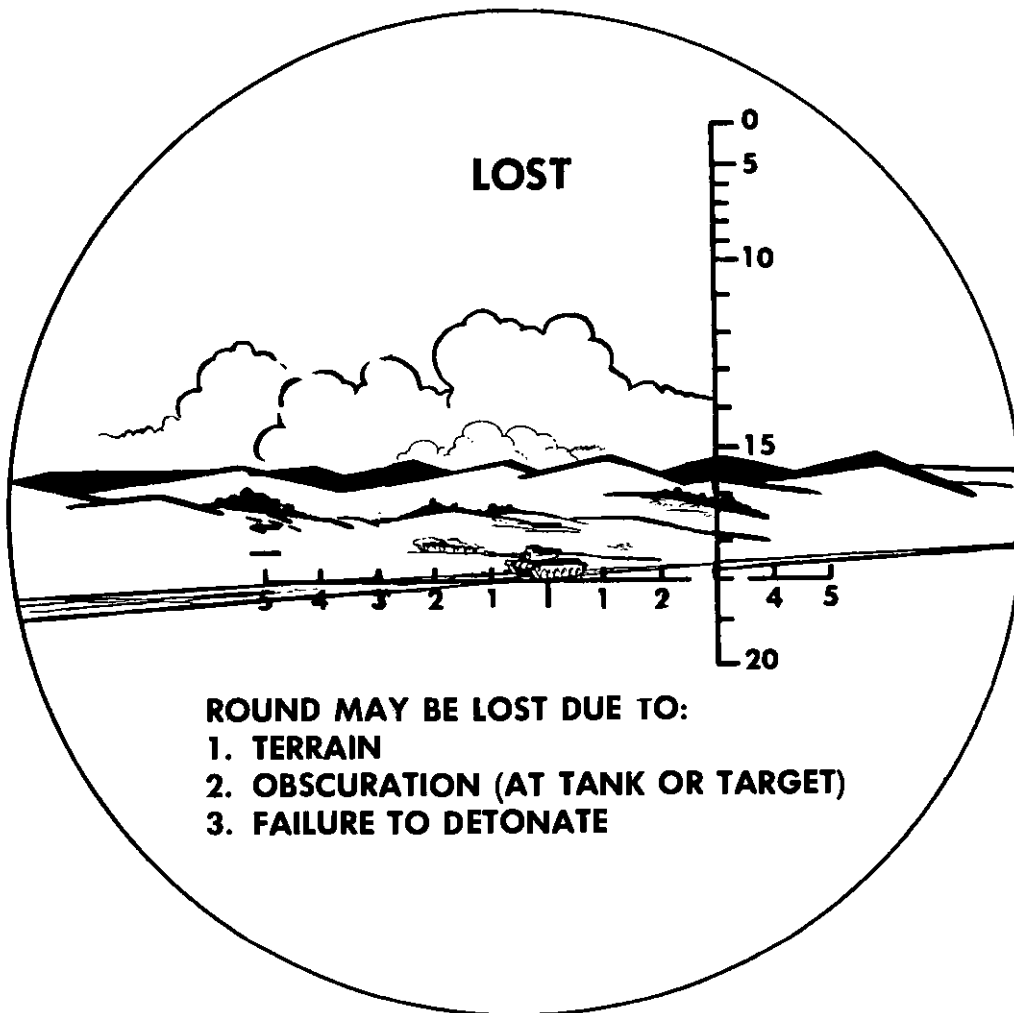 LOST
0
5
10
15
5 4 3 2 1 1 2 3 4 5
20
ROUND MAY BE LOST DUE TO:
1. TERRAIN
2. OBSCURATION (AT TANK OR TARGET)
3. FAILURE TO DETONATE